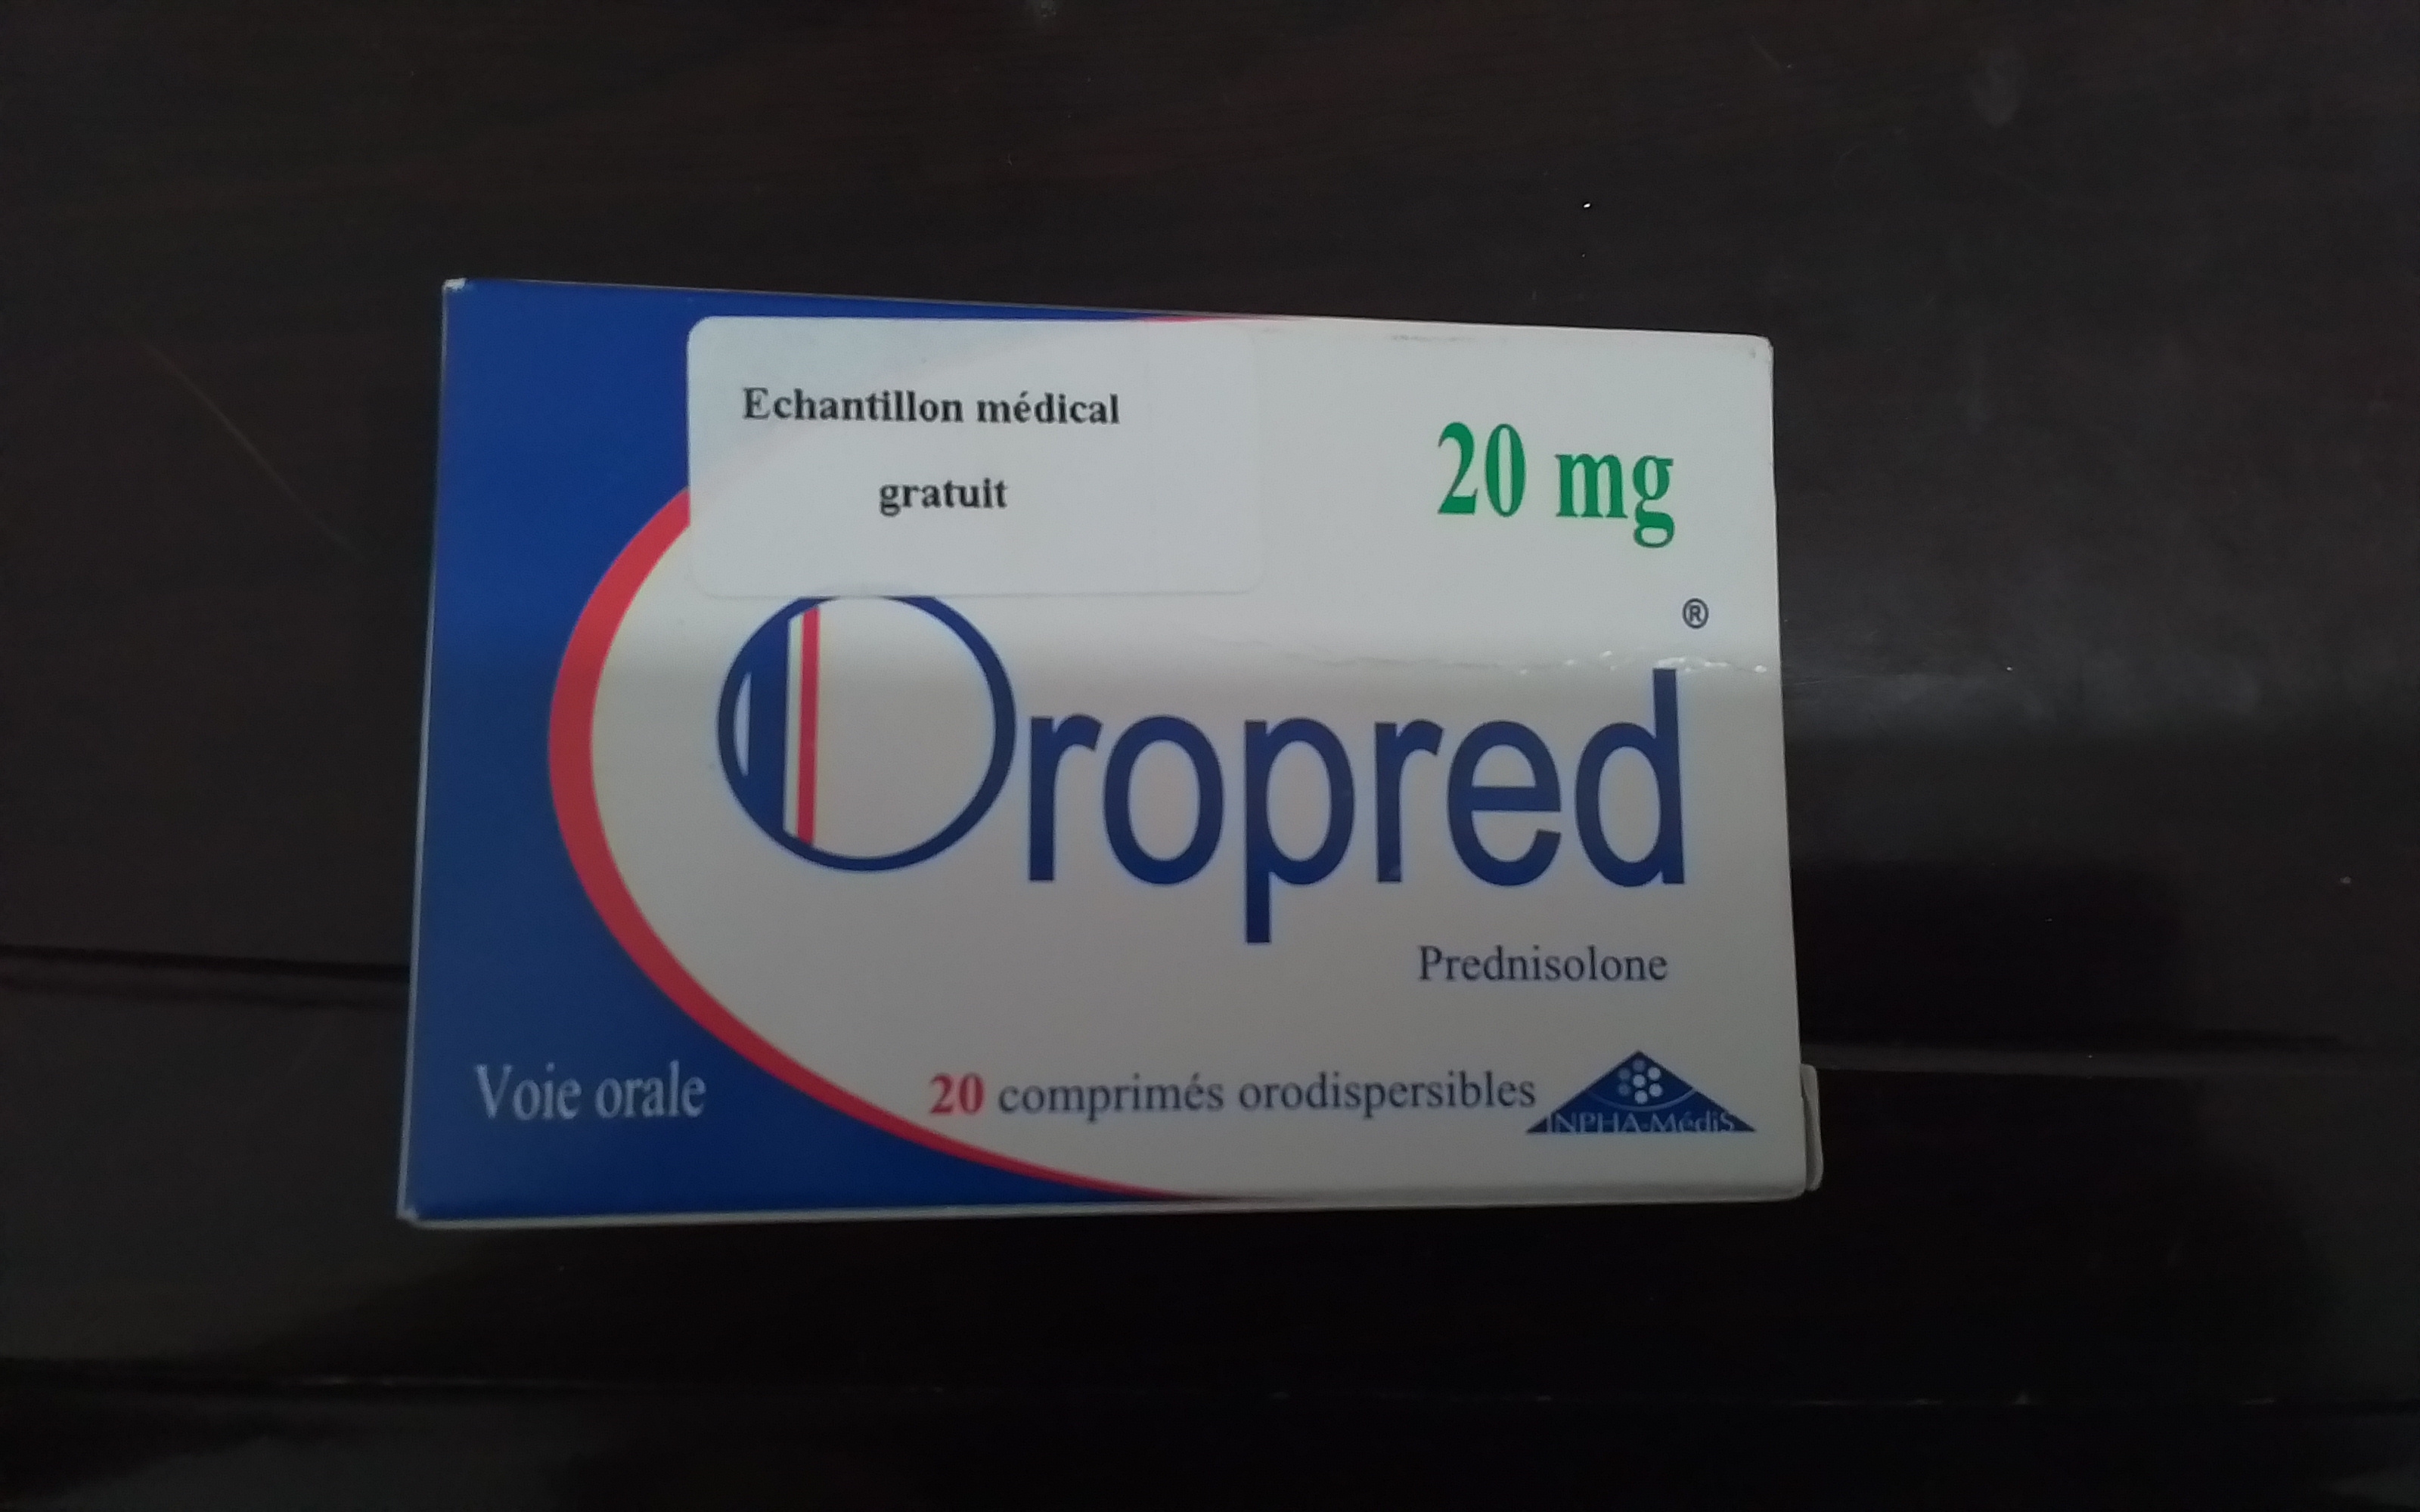 Echantillon médical
gratuit
20 mg
Oropred®
Prednisolone
Voie orale
20 comprimés orodispersibles
INPHA-MédiS